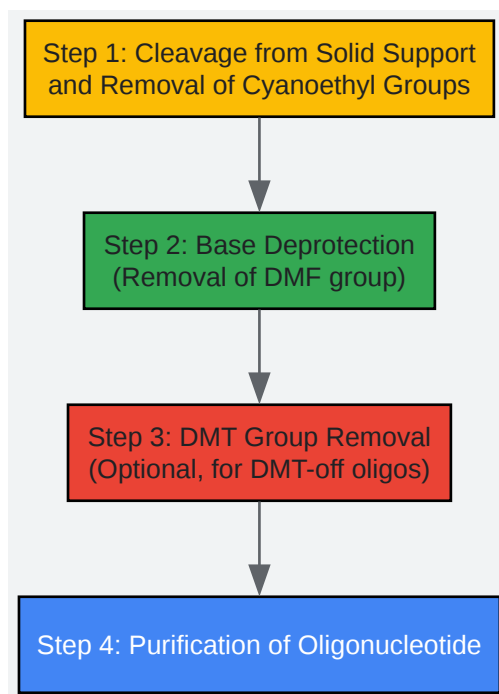 Step 1: Cleavage from Solid Support
and Removal of Cyanoethyl Groups
Step 2: Base Deprotection
(Removal of DMF group)
Step 3: DMT Group Removal
(Optional, for DMT-off oligos)
Step 4: Purification of Oligonucleotide